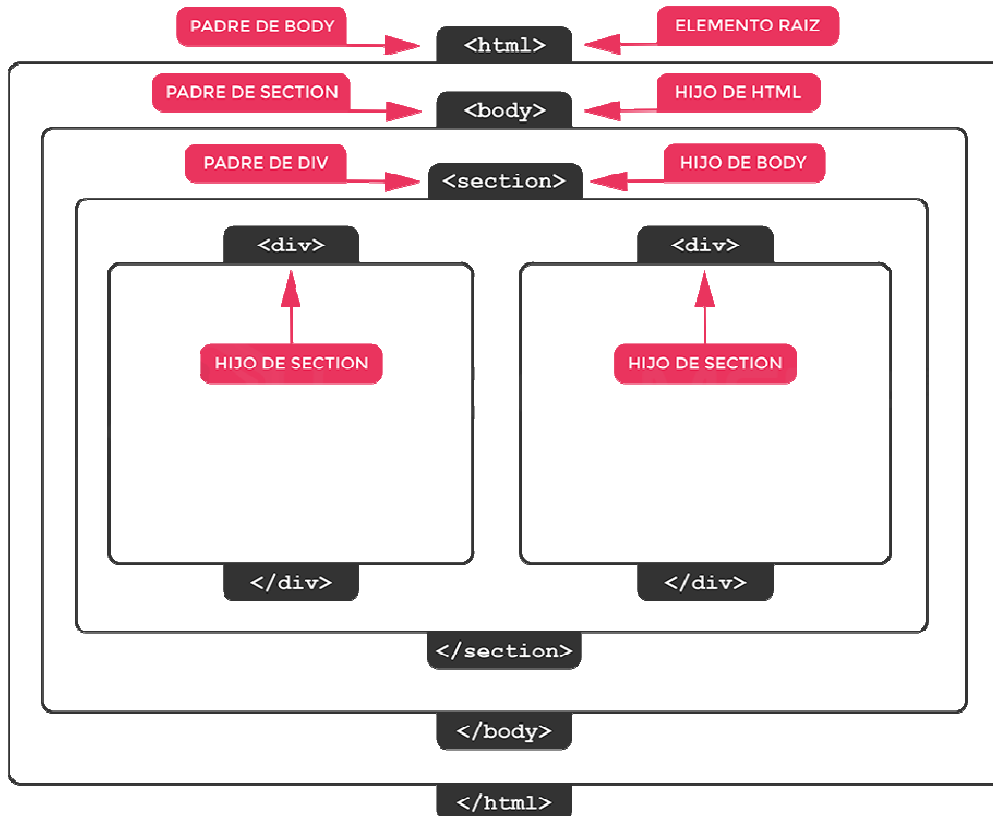 PADRE DE BODY
<html>
ELEMENTO RAIZ
PADRE DE SECTION
<body>
HIJO DE HTML
PADRE DE DIV
<section>
HIJO DE BODY
<div>
<div>
HIJO DE SECTION
HIJO DE SECTION
</div>
</div>
</section>
</body>
</html>